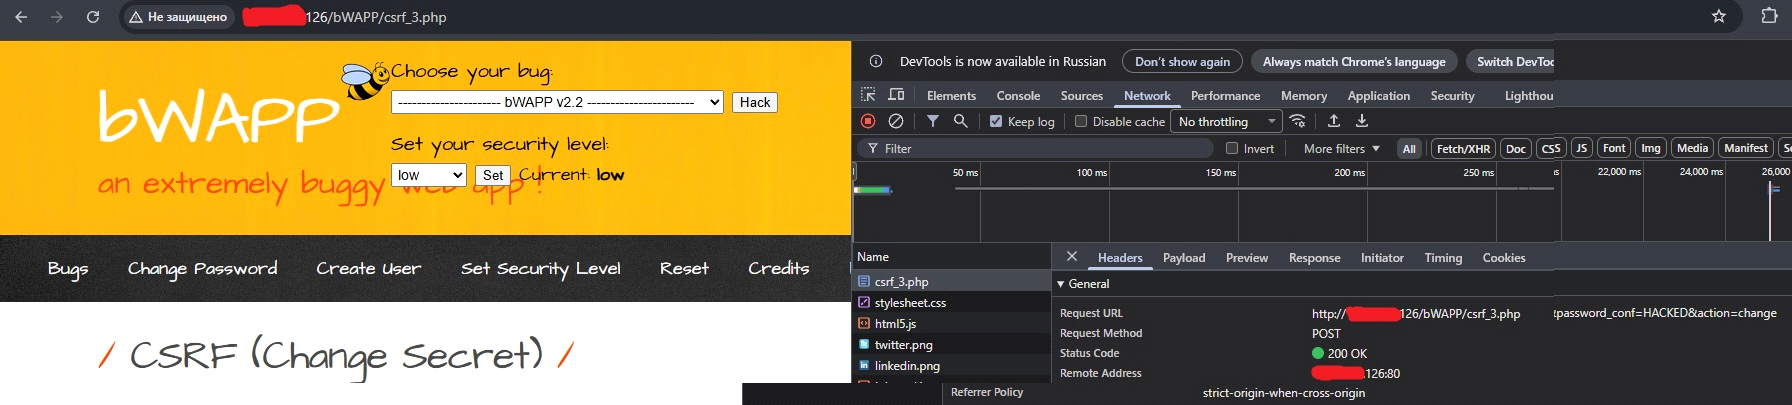 Не защищено 126/bWAPP/csrf_3.php
bWAPP
an extremely buggy web app !
Choose your bug:
---------------------- bWAPP v2.2 ----------------------- Hack
Set your security level:
low Set Current: low
Bugs Change Password Create User Set Security Level Reset Credits
/ CSRF (Change Secret) /
DevTools is now available in Russian Don't show again Always match Chrome's language Switch DevToo
Elements Console Sources Network Performance Memory Application Security Lighthou
Keep log Disable cache No throttling
Filter Invert More filters All Fetch/XHR Doc CSS JS Font Img Media Manifest
50 ms 100 ms 150 ms 200 ms 250 ms 22,000 ms 24,000 ms 26,000
Name
csrf_3.php
stylesheet.css
html5.js
twitter.png
linkedin.png
Headers Payload Preview Response Initiator Timing Cookies
General
Request URL http:// 126/bWAPP/csrf_3.php password_conf=HACKED&action=change
Request Method POST
Status Code 200 OK
Remote Address .126:80
Referrer Policy strict-origin-when-cross-origin